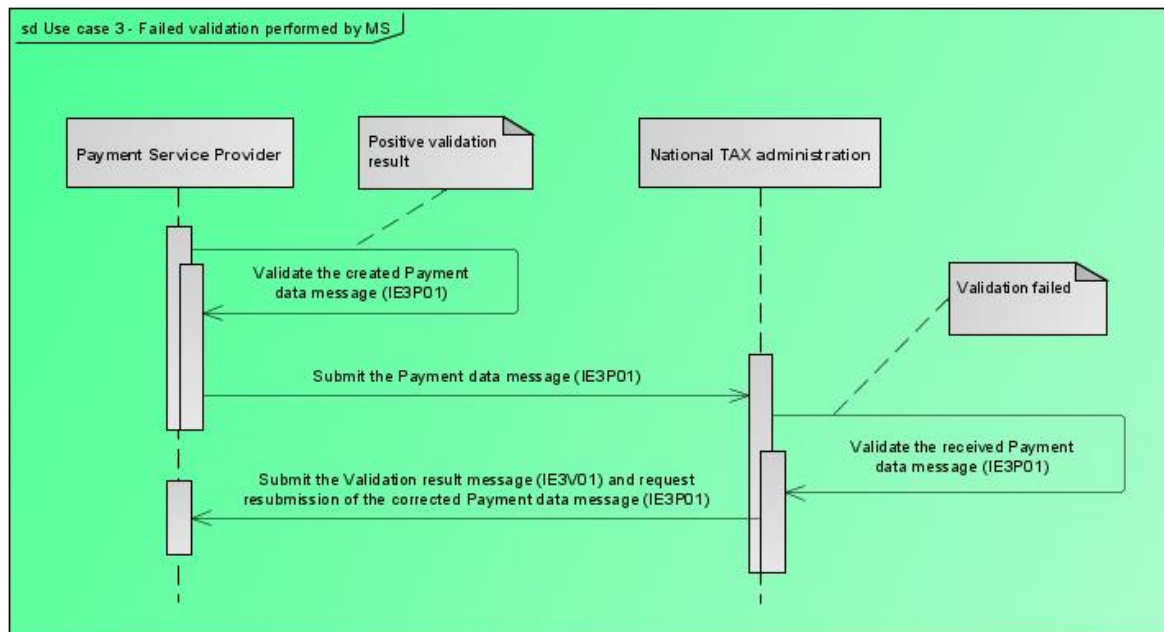 sd Use case 3 - Failed validation performed by MS
Payment Service Provider
Positive validation
result
National TAX administration
Validate the created Payment
data message (IE3P01)
Validation failed
Submit the Payment data message (IE3P01)
Validate the received Payment
data message (IE3P01)
Submit the Validation result message (IE3V01) and request
resubmission of the corrected Payment data message (IE3P01)